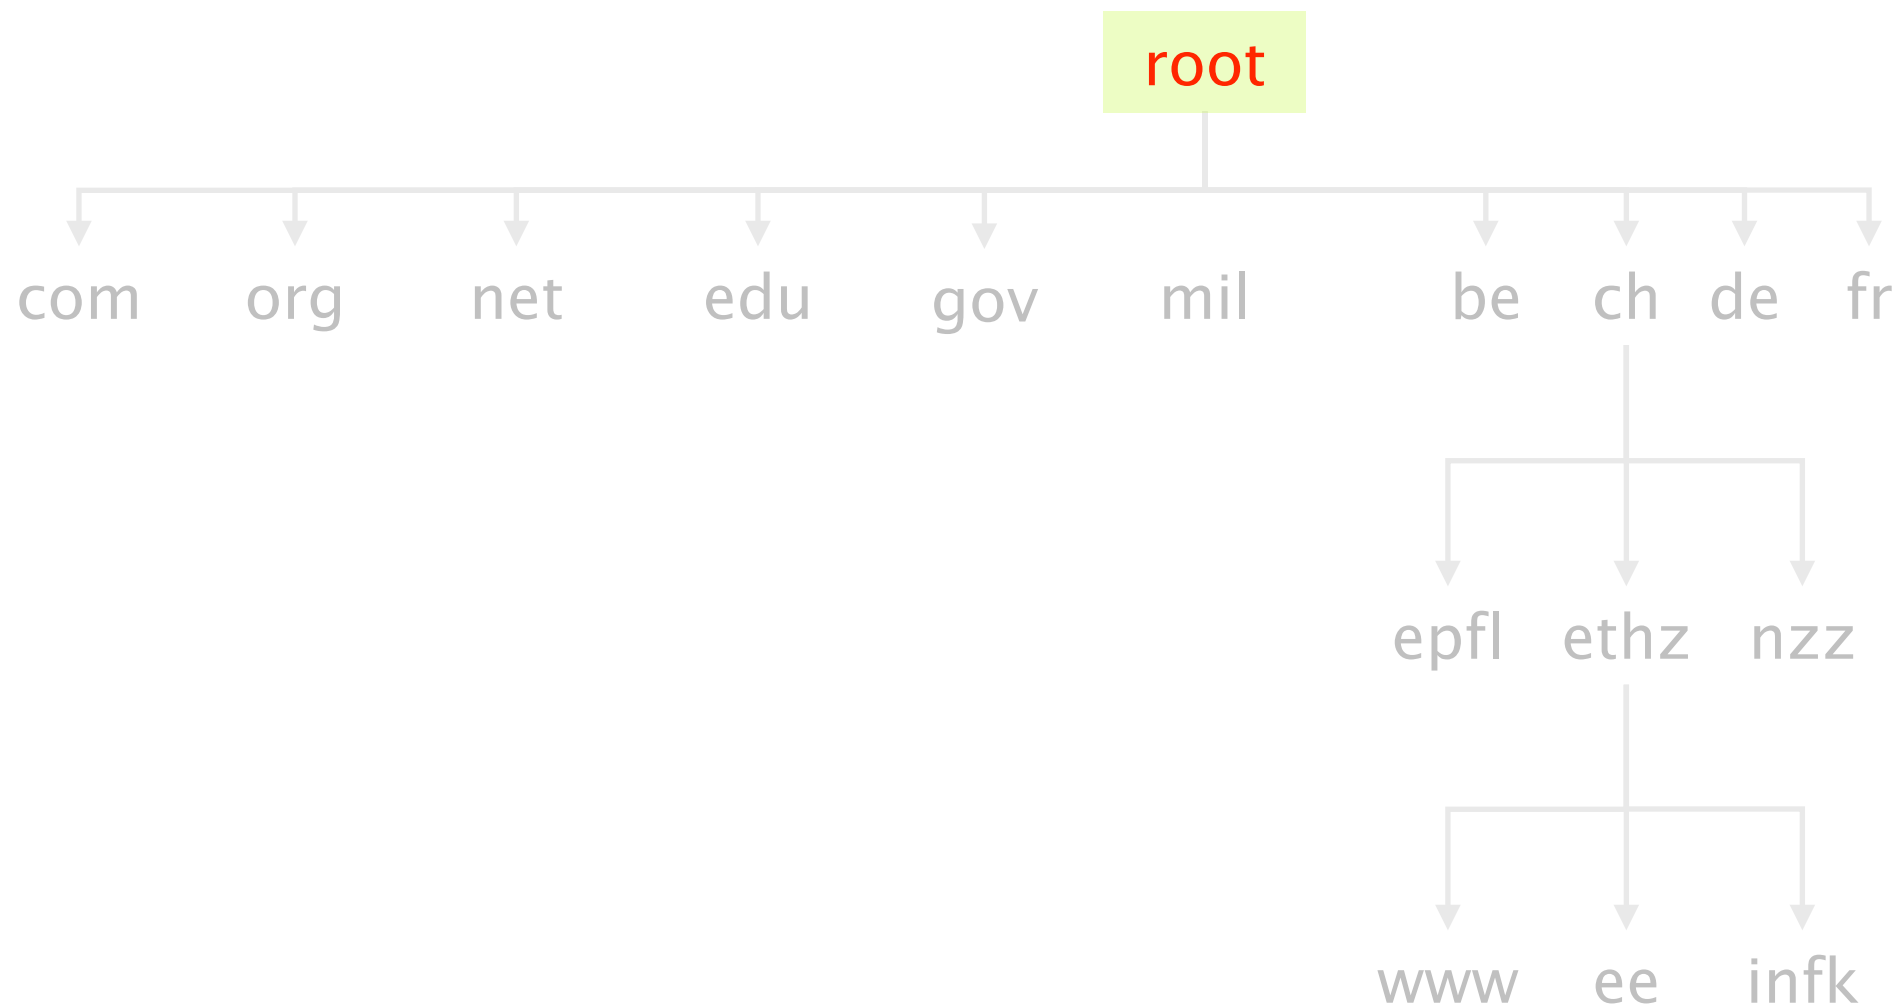 root
com org net edu gov mil be ch de fr
epfl ethz nzz
www ee infk